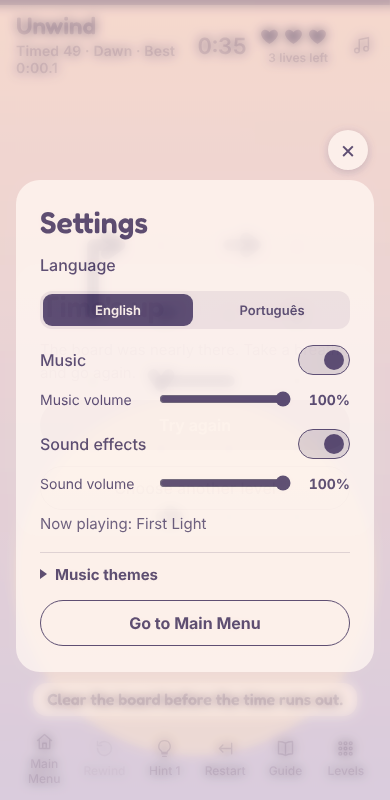 Unwind
Timed 49 · Dawn · Best
0:00.1
0:35
3 lives left
Settings
Language
English
Português
Music
Music volume
100%
Sound effects
Sound volume
100%
Now playing: First Light
Music themes
Go to Main Menu
Clear the board before the time runs out.
Main
Menu
Rewind
Hint 1
Restart
Guide
Levels